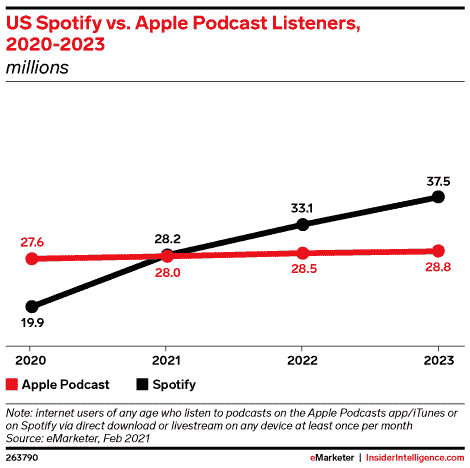 US Spotify vs. Apple Podcast Listeners,
2020-2023
millions
37.5
33.1
28.2
27.6
28.0
28.5
28.8
19.9
2020 2021 2022 2023
Apple Podcast Spotify
Note: internet users of any age who listen to podcasts on the Apple Podcasts app/iTunes or
on Spotify via direct download or livestream on any device at least once per month
Source: eMarketer, Feb 2021
263790 eMarketer | InsiderIntelligence.com